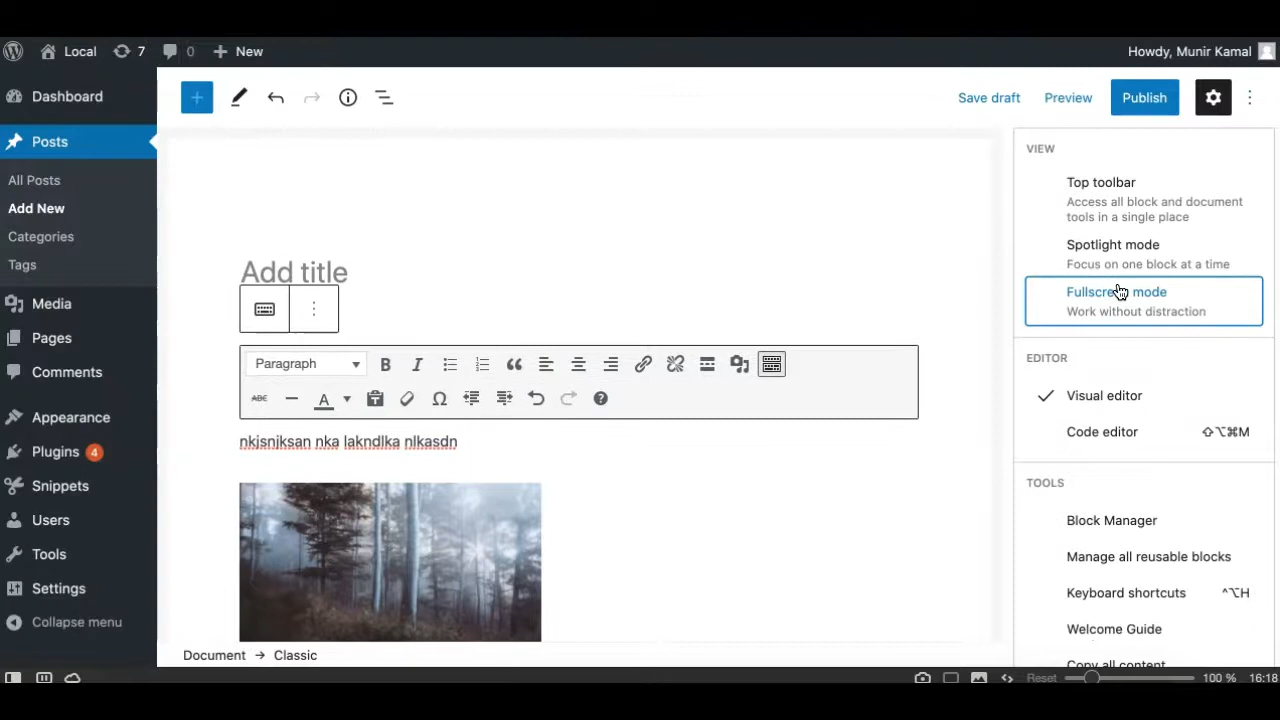 Local
7
0
New
Howdy, Munir Kamal
Dashboard
Posts
All Posts
Add New
Categories
Tags
Media
Pages
Comments
Appearance
Plugins 4
Snippets
Users
Tools
Settings
Collapse menu
Save draft
Preview
Publish
Add title
Paragraph
B
I
ABC
A
Ω
nkjsnjksan nka lakndlka nlkasdn
Document → Classic
VIEW
Top toolbar
Access all block and document
tools in a single place
Spotlight mode
Focus on one block at a time
Fullscreen mode
Work without distraction
EDITOR
Visual editor
Code editor ⇧⌥⌘M
TOOLS
Block Manager
Manage all reusable blocks
Keyboard shortcuts ^⌥H
Welcome Guide
Copy all content
Reset
100 %
16:18